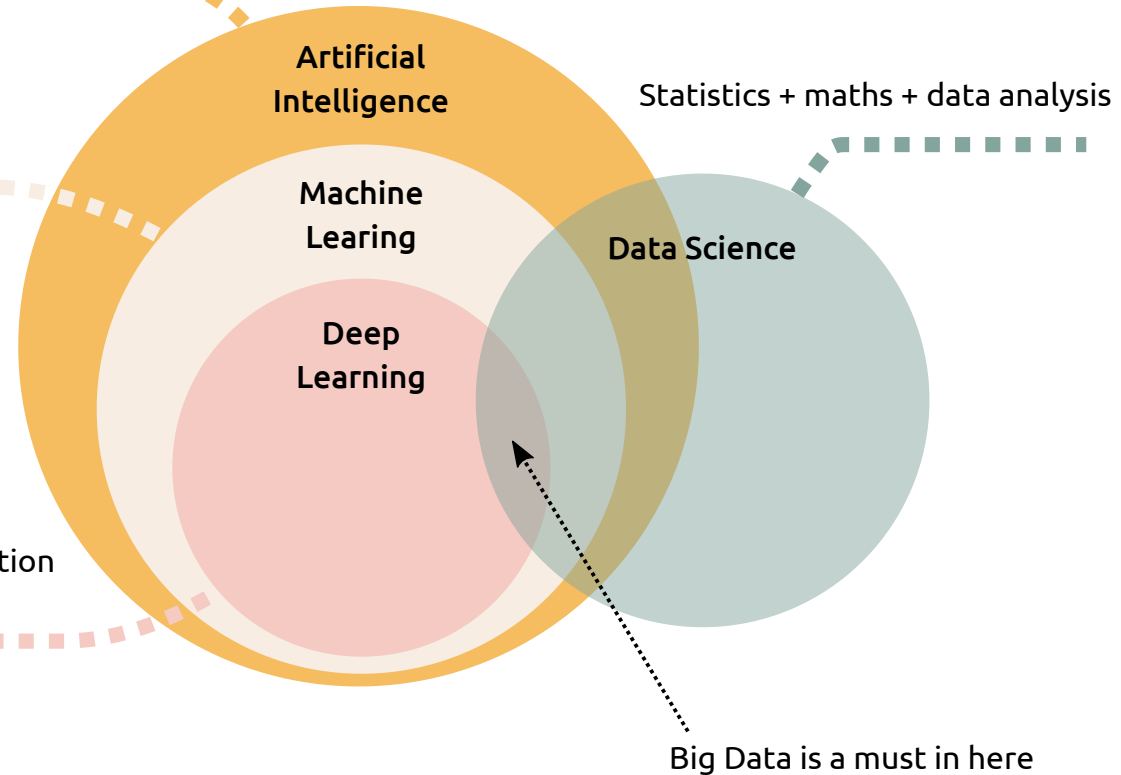 Artificial
Intelligence
Statistics + maths + data analysis
Machine
Learing
Data Science
Deep
Learning
tion
Big Data is a must in here